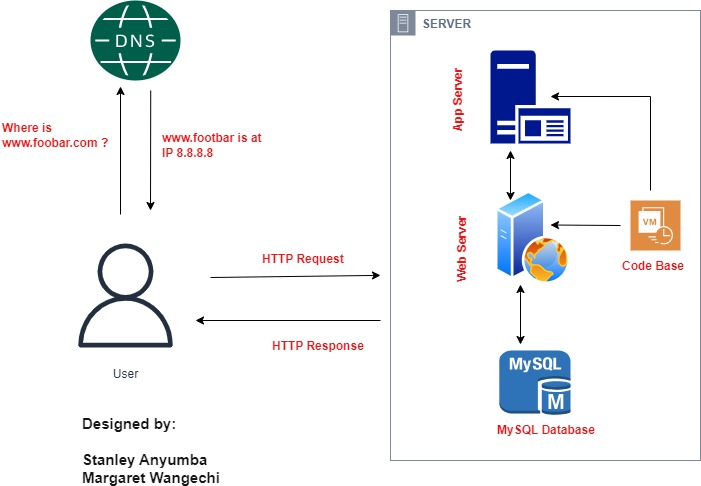 DNS
Where is
www.foobar.com ?
www.footbar is at
IP 8.8.8.8
HTTP Request
HTTP Response
User
Designed by:
Stanley Anyumba
Margaret Wangechi
SERVER
App Server
Web Server
VM
Code Base
MySQL
M
MySQL Database